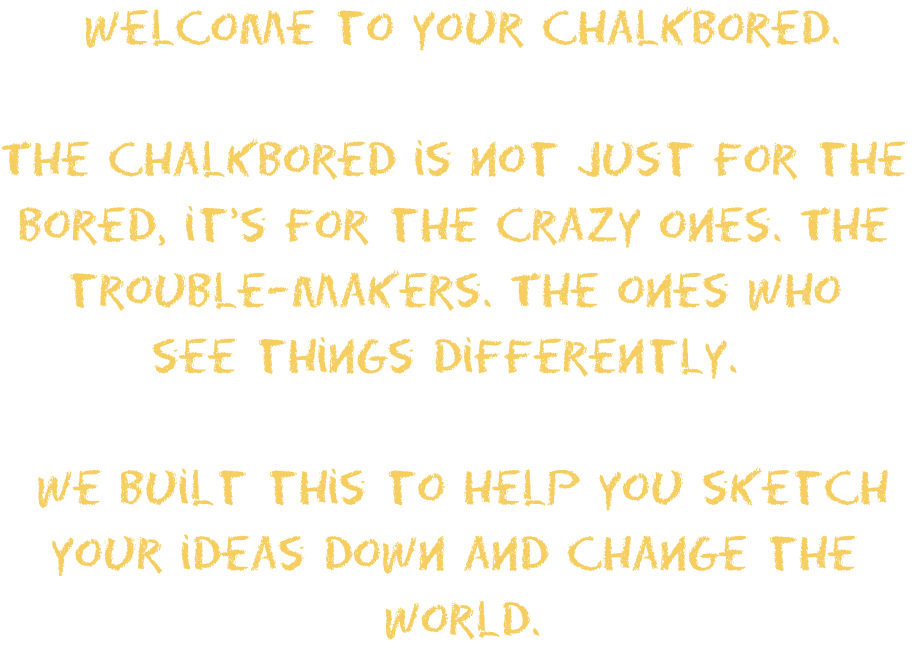 WELCOME TO YOUR CHALKBORED.
THE CHALKBORED iS NOT JUST FOR THE
BORED, iT'S FOR THE CRAZY ONES. THE
TROUBLE-MAKERS. THE ONES WHO
SEE THiNGS DiFFERENTLY.
WE BUiLT THiS TO HELP YOU SKETCH
YOUR iDEAS DOWN AND CHANGE THE
WORLD.